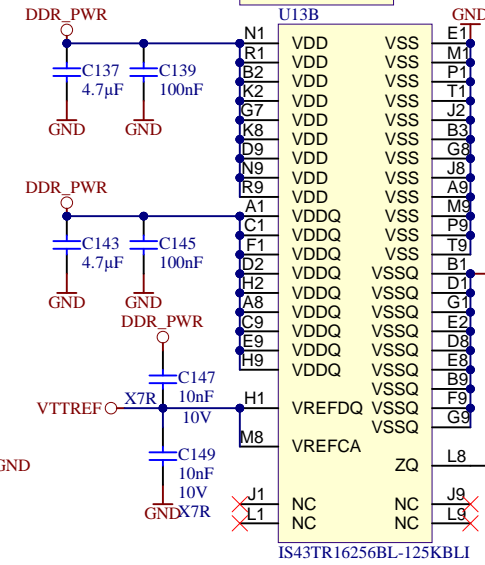 DDR_PWR
U13B
GND
C137
4.7µF
C139
100nF
GND
GND
N1 VDD VSS E1
R1 VDD VSS M1
B2 VDD VSS P1
K2 VDD VSS T1
G7 VDD VSS J2
K8 VDD VSS B3
D9 VDD VSS G8
N9 VDD VSS J8
R9 VDD VSS A9
A1 VDDQ VSS M9
C1 VDDQ VSS P9
F1 VDDQ VSS T9
D2 VDDQ VSSQ B1
H2 VDDQ VSSQ D1
A8 VDDQ VSSQ G1
C9 VDDQ VSSQ E2
E9 VDDQ VSSQ D8
H9 VDDQ VSSQ E8
VSSQ B9
H1 VREFDQ VSSQ F9
VSSQ G9
M8 VREFCA
ZQ L8
J1 NC NC J9
L1 NC NC L9
DDR_PWR
C143
4.7µF
C145
100nF
GND
GND
DDR_PWR
C147
10nF
10V
X7R
VTTREF
C149
10nF
10V
X7R
GND
GND
IS43TR16256BL-125KBLI